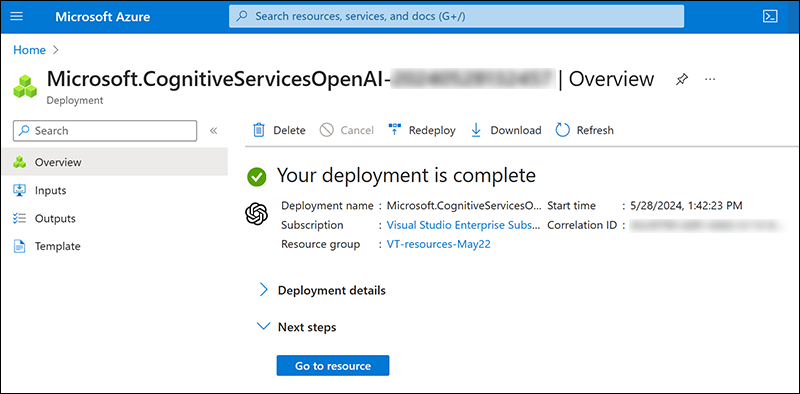 Microsoft Azure
Search resources, services, and docs (G+/)
Home
Microsoft.CognitiveServicesOpenAI- | Overview
Deployment
Search
Delete
Cancel
Redeploy
Download
Refresh
Overview
Inputs
Outputs
Template
Your deployment is complete
Deployment name : Microsoft.CognitiveServicesO...
Start time : 5/28/2024, 1:42:23 PM
Subscription : Visual Studio Enterprise Subs...
Correlation ID :
Resource group : VT-resources-May22
Deployment details
Next steps
Go to resource